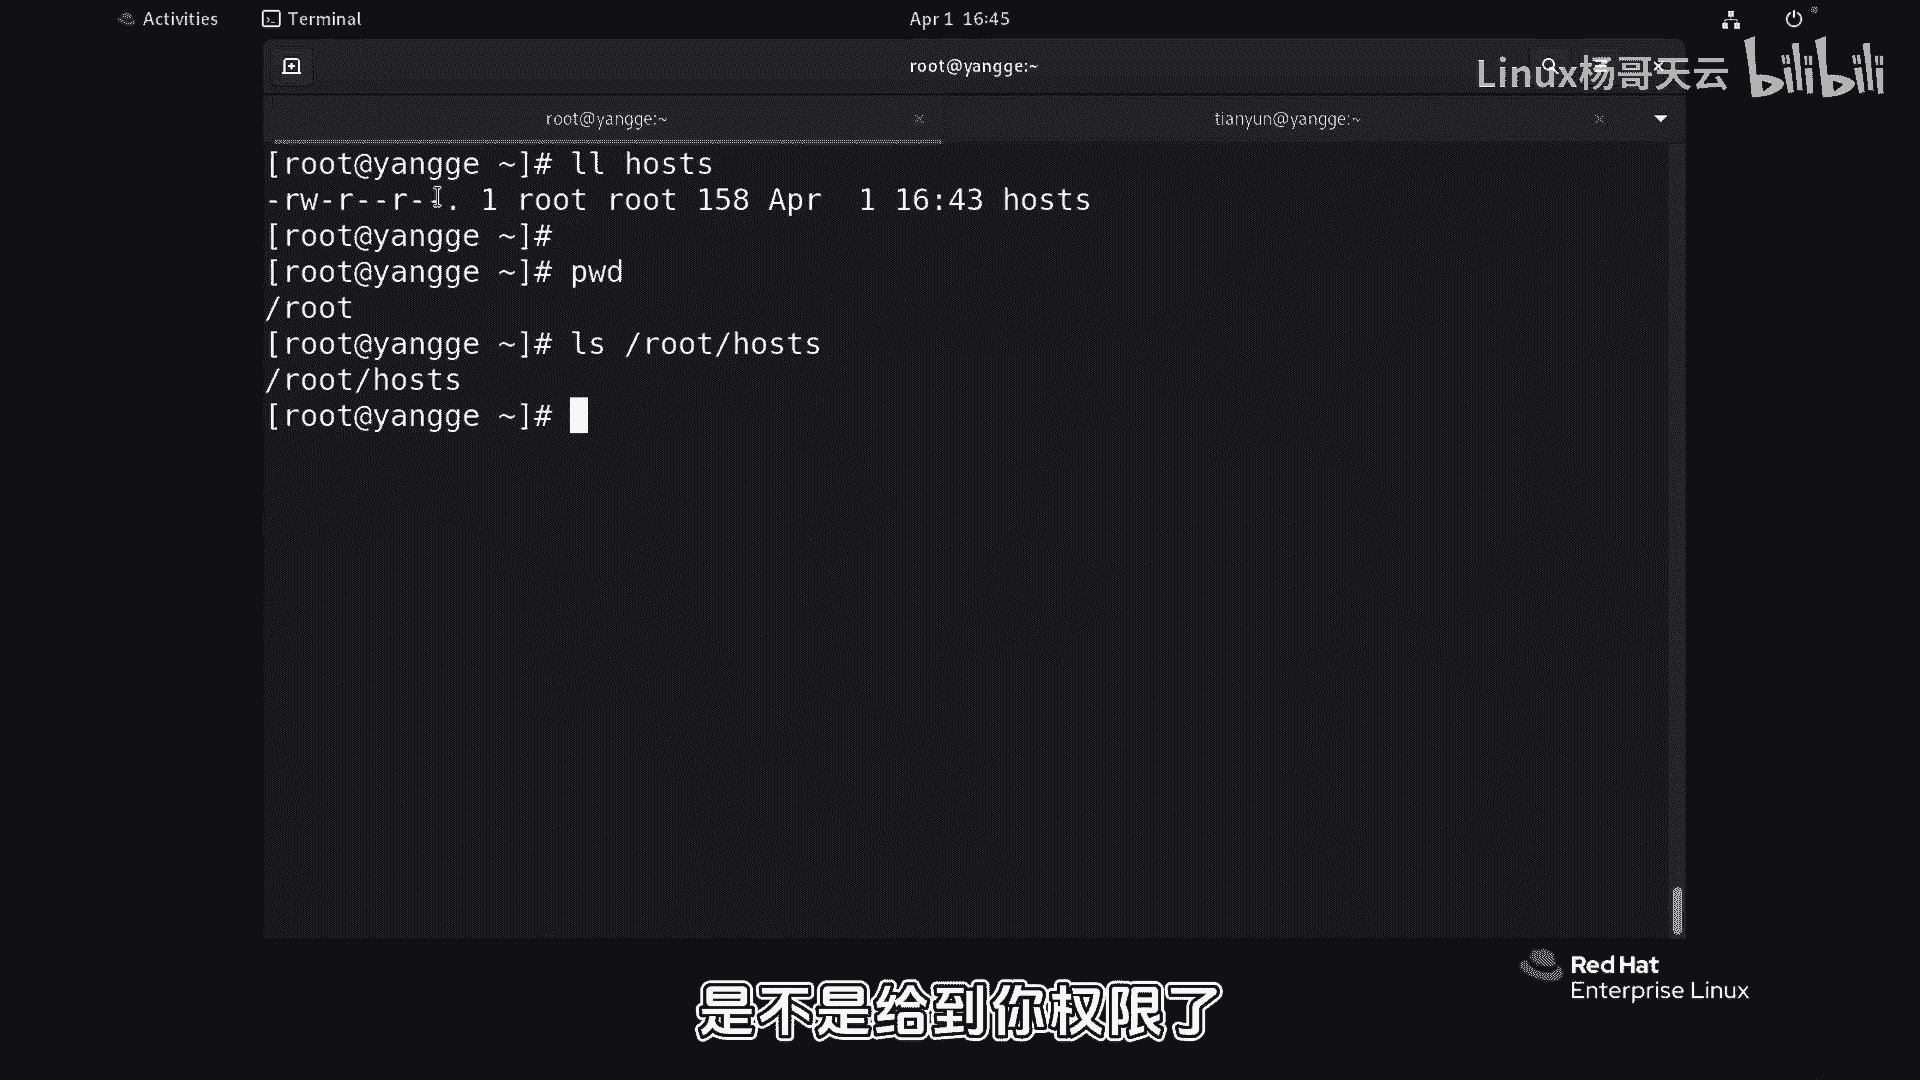 Activities
Terminal
Apr 1 16:45
root@yangge:~
Linux杨哥天云 bilibili
root@yangge:~
tianyun@yangge:~
[root@yangge ~]# ll hosts
-rw-r--r--. 1 root root 158 Apr  1 16:43 hosts
[root@yangge ~]#
[root@yangge ~]# pwd
/root
[root@yangge ~]# ls /root/hosts
/root/hosts
[root@yangge ~]#
Red Hat
Enterprise Linux
是不是给到你权限了